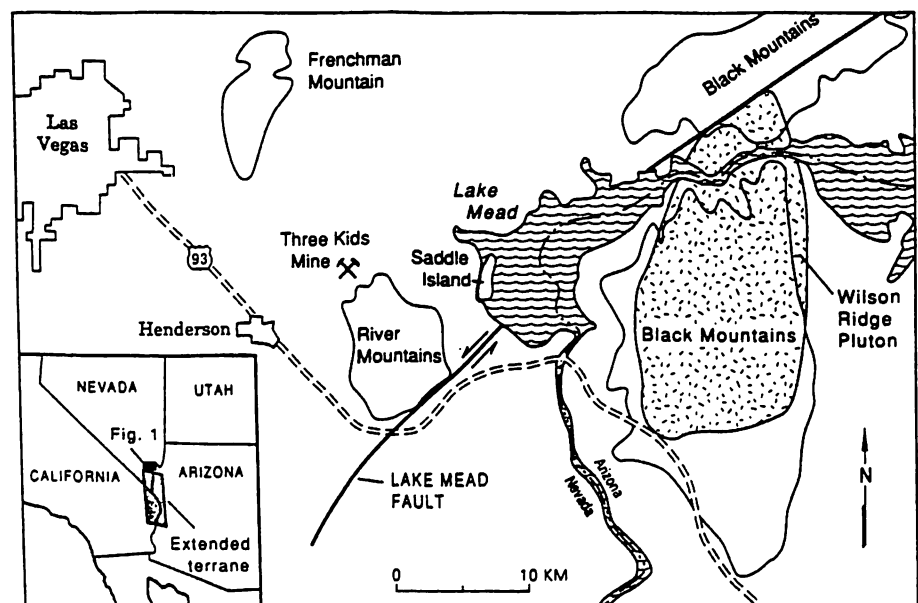 Frenchman
Mountain
Black Mountains
Las
Vegas
Lake
Mead
93
Three Kids
Mine
Saddle
Island
Henderson
River
Mountains
Black Mountains
Wilson
Ridge
Pluton
NEVADA
UTAH
Fig. 1
CALIFORNIA
ARIZONA
Extended
terrane
LAKE MEAD
FAULT
Arizona
Nevada
N
0 10 KM